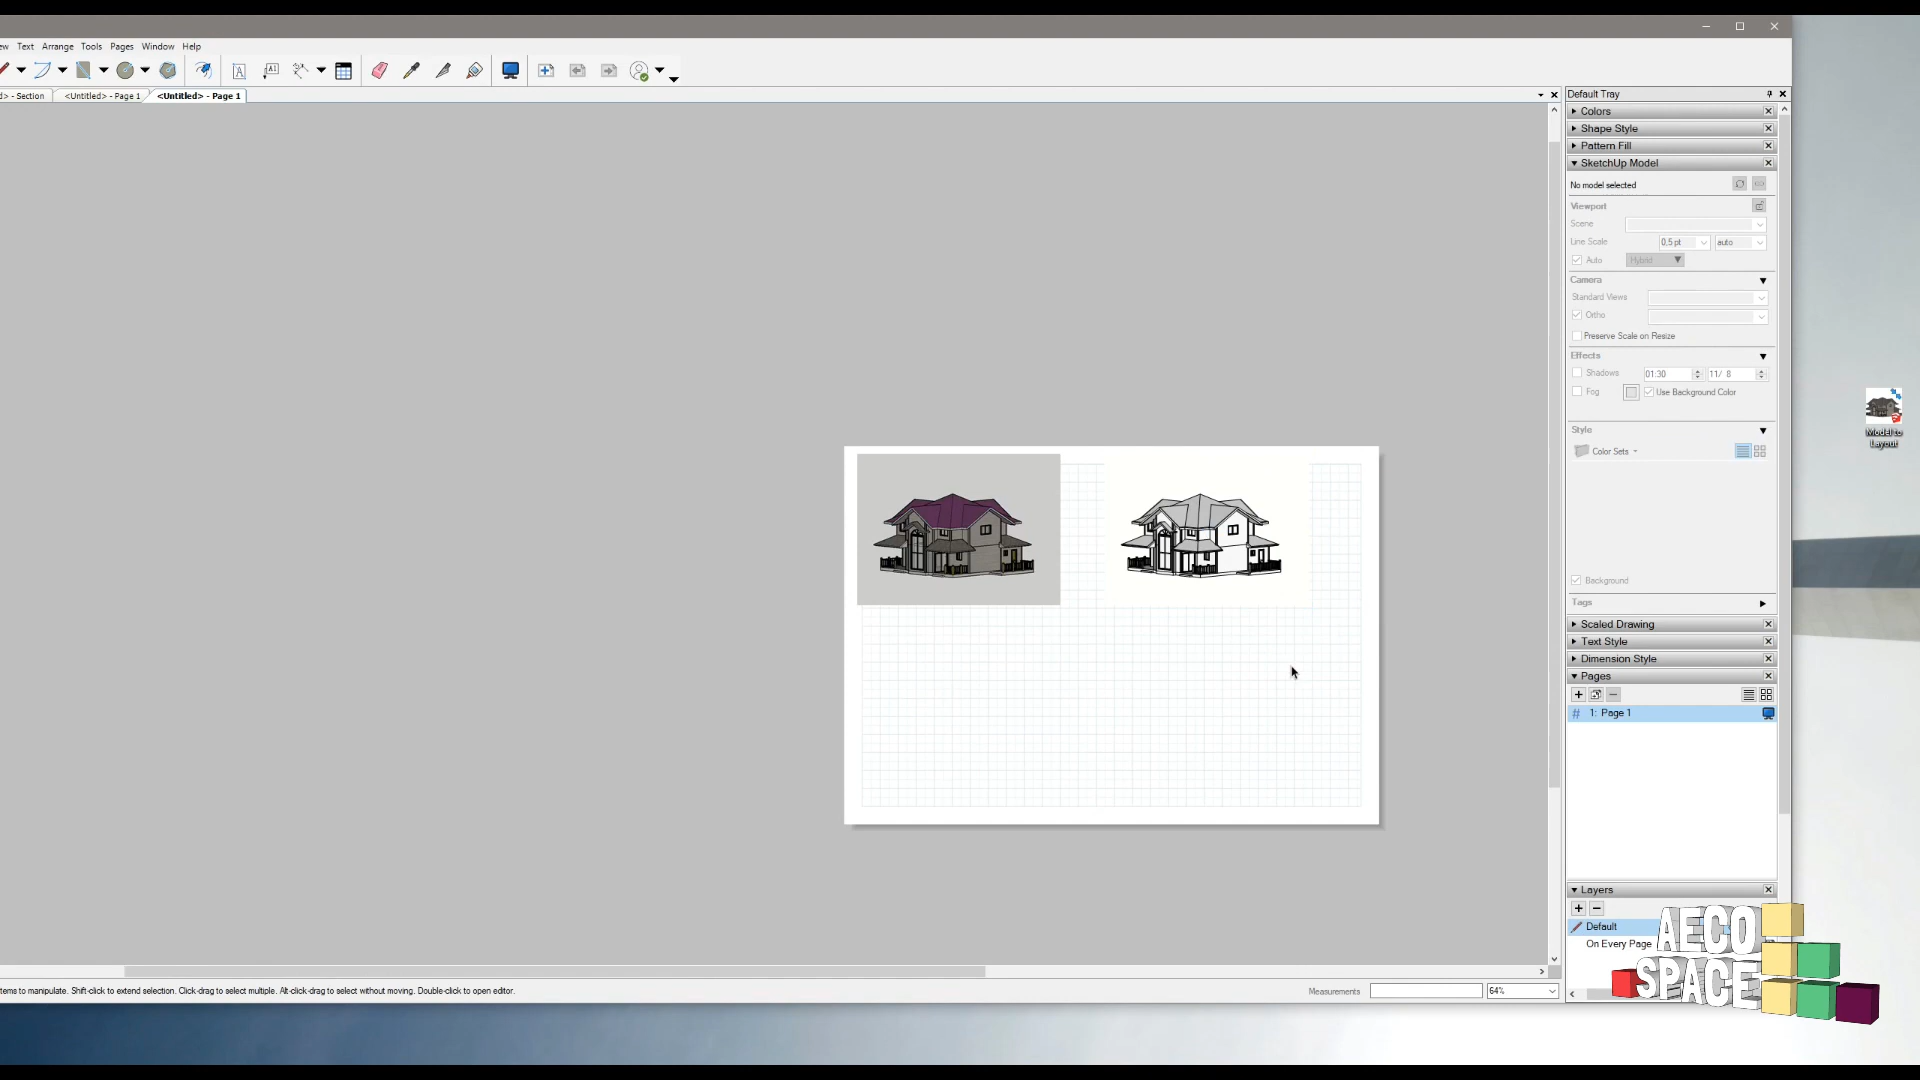 Text Arrange Tools Pages Window Help
- Section
<Untitled> - Page 1
<Untitled> - Page 1
Default Tray
Colors
Shape Style
Pattern Fill
SketchUp Model
No model selected
Viewport
Scene
Line Scale
0,5 pt
auto
Auto
Hybrid
Camera
Standard Views
Ortho
Preserve Scale on Resize
Effects
Shadows
01:30
11/ 8
Fog
Use Background Color
Style
Color Sets
Background
Tags
Scaled Drawing
Text Style
Dimension Style
Pages
1: Page 1
Layers
Default
On Every Page
Model to
Layout
AECO
SPACE
to manipulate. Shift-click to extend selection. Click-drag to select multiple. Alt-click-drag to select without moving. Double-click to open editor.
Measurements
64%